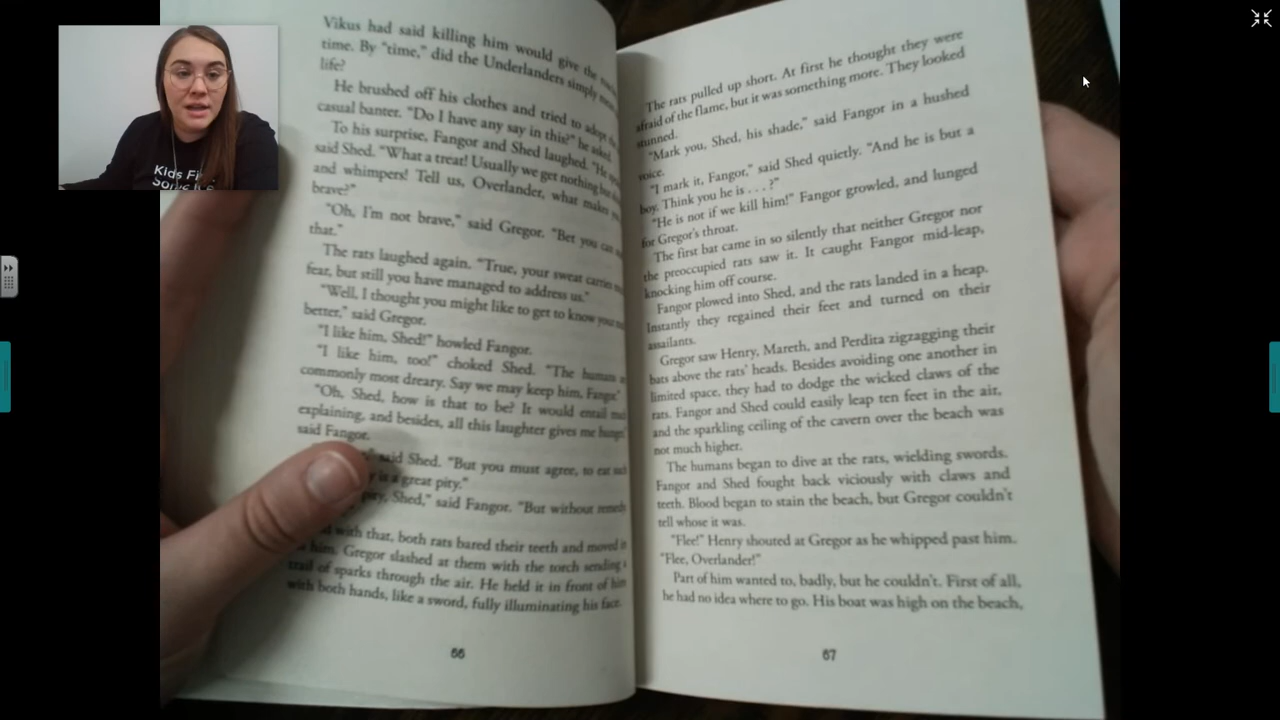 Kids Fi
Vikus had said killing him would give the
time. By "time," did the Underlanders simply
life?
He brushed off his clothes and tried to adopt
casual banter. "Do I have any say in this?" he asked.
To his surprise, Fangor and Shed laughed. "He
said Shed. "What a treat! Usually we get nothing but
and whimpers! Tell us, Overlander, what makes
brave?"
"Oh, I'm not brave," said Gregor. "Bet you can
that."
The rats laughed again. "True, your sweat carries
fear, but still you have managed to address us."
"Well, I thought you might like to get to know your
better," said Gregor.
"I like him, Shed!" howled Fangor.
"I like him, too!" choked Shed. "The humans
commonly most dreary. Say we may keep him, Fangor."
"Oh, Shed, how is that to be? It would entail
explaining, and besides, all this laughter gives me
said Fangor.
said Shed. "But you must agree, to eat such
is a great pity."
pity, Shed," said Fangor. "But without remedy
with that, both rats bared their teeth and moved
him. Gregor slashed at them with the torch sending
trail of sparks through the air. He held it in front of him
with both hands, like a sword, fully illuminating his face.
66
The rats pulled up short. At first he thought they were
afraid of the flame, but it was something more. They looked
stunned.
"Mark you, Shed, his shade," said Fangor in a hushed
voice.
"I mark it, Fangor," said Shed quietly. "And he is but a
boy. Think you he is . . . ?"
"He is not if we kill him!" Fangor growled, and lunged
for Gregor's throat.
The first bat came in so silently that neither Gregor nor
the preoccupied rats saw it. It caught Fangor mid-leap,
knocking him off course.
Fangor plowed into Shed, and the rats landed in a heap.
Instantly they regained their feet and turned on their
assailants.
Gregor saw Henry, Mareth, and Perdita zigzagging their
bats above the rats' heads. Besides avoiding one another in
limited space, they had to dodge the wicked claws of the
rats. Fangor and Shed could easily leap ten feet in the air,
and the sparkling ceiling of the cavern over the beach was
not much higher.
The humans began to dive at the rats, wielding swords.
Fangor and Shed fought back viciously with claws and
teeth. Blood began to stain the beach, but Gregor couldn't
tell whose it was.
"Flee!" Henry shouted at Gregor as he whipped past him.
"Flee, Overlander!"
Part of him wanted to, badly, but he couldn't. First of all,
he had no idea where to go. His boat was high on the beach,
67